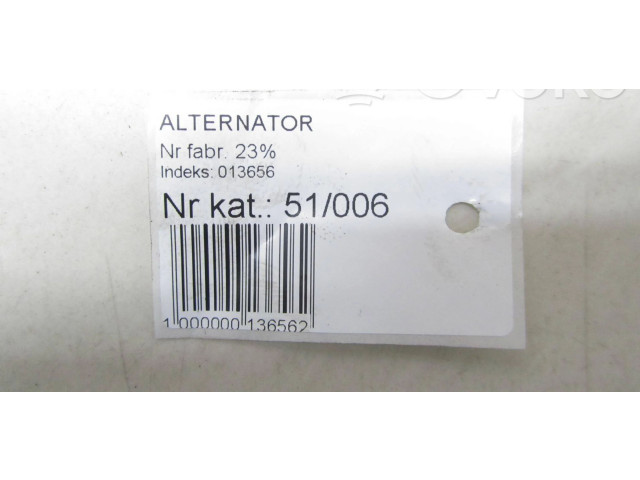 ALTERNATOR
Nr fabr. 23%
Indeks: 013656
Nr kat.: 51/006
1 000000 136562